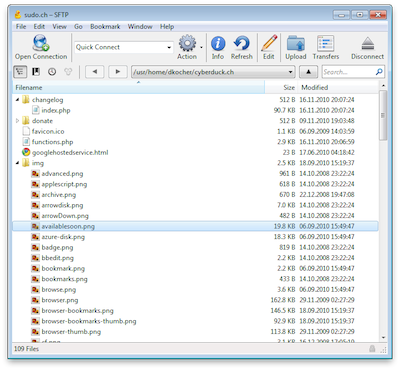 sudo.ch – SFTP
File Edit View Go Bookmark Window Help
Open Connection Quick Connect Action Info Refresh Edit Upload Transfers Disconnect
/usr/home/dkocher/cyberduck.ch Search...
Filename Size Modified
changelog 512 B 16.11.2010 20:07:24
index.php 90.7 KB 16.11.2010 20:07:24
donate 512 B 09.11.2010 19:03:48
favicon.ico 1.1 KB 06.09.2009 14:03:59
functions.php 2.9 KB 16.11.2010 20:06:59
googlehostedservice.html 23 B 17.06.2010 04:18:42
img 2.5 KB 18.09.2010 15:19:37
advanced.png 961 B 14.10.2008 23:22:24
applescript.png 618 B 14.10.2008 23:22:24
archive.png 670 B 22.12.2008 19:47:08
arrowdisk.png 7.0 KB 14.10.2008 23:22:24
arrowDown.png 482 B 14.10.2008 23:22:24
availablesoon.png 19.8 KB 06.09.2010 15:49:47
azure-disk.png 18.3 KB 06.09.2010 15:49:47
badge.png 819 B 14.10.2008 23:22:24
bbedit.png 2.2 KB 14.10.2008 23:22:24
bookmark.png 2.2 KB 06.09.2010 15:49:47
bookmarks.png 433 B 14.10.2008 23:22:24
browse.png 3.6 KB 06.09.2010 15:49:47
browser.png 162.8 KB 29.11.2009 02:27:29
browser-bookmarks.png 146.5 KB 18.09.2010 15:19:37
browser-bookmarks-thumb.png 92.9 KB 18.09.2010 15:19:37
browser-thumb.png 113.8 KB 29.11.2009 02:27:29
109 Files